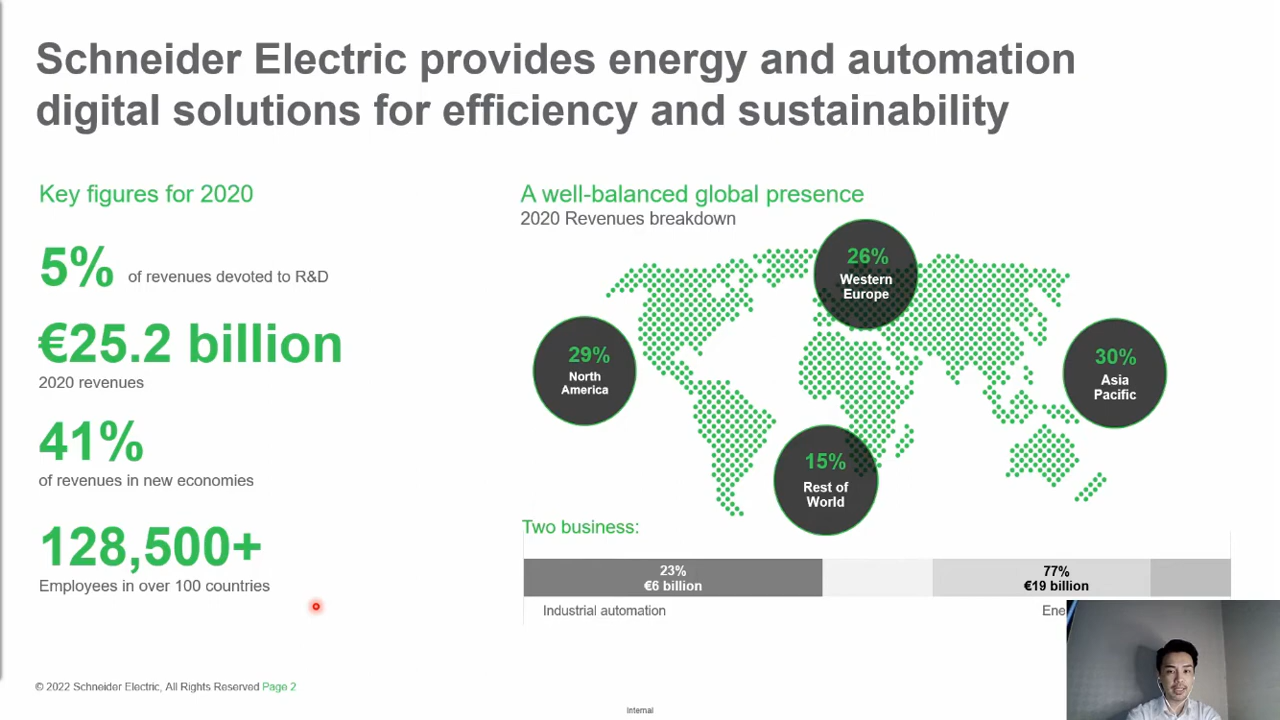 Schneider Electric provides energy and automation
digital solutions for efficiency and sustainability
Key figures for 2020
5% of revenues devoted to R&D
€25.2 billion
2020 revenues
41%
of revenues in new economies
128,500+
Employees in over 100 countries
A well-balanced global presence
2020 Revenues breakdown
26%
Western
Europe
29%
North
America
30%
Asia
Pacific
15%
Rest of
World
Two business:
23%
€6 billion
77%
€19 billion
Industrial automation
© 2022 Schneider Electric, All Rights Reserved Page 2
Internal